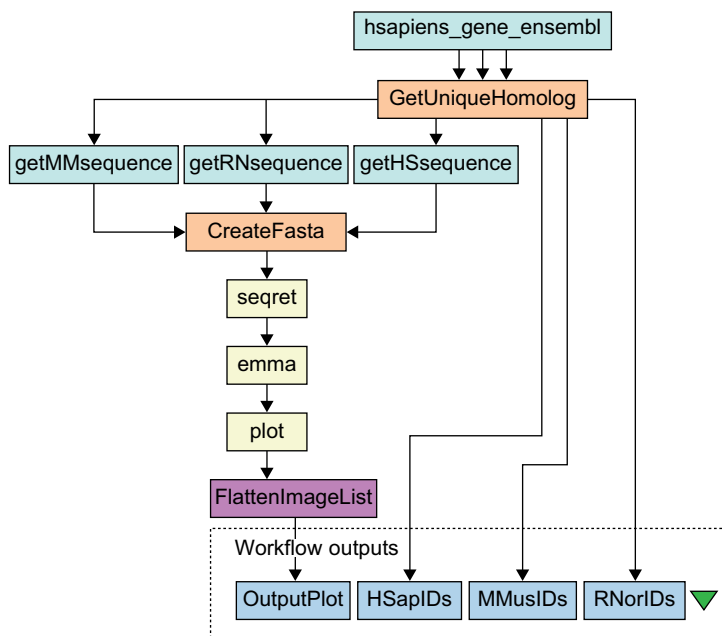 hsapiens_gene_ensembl
GetUniqueHomolog
getMMsequence
getRNsequence
getHSsequence
CreateFasta
seqret
emma
plot
FlattenImageList
Workflow outputs
OutputPlot
HSapIDs
MMusIDs
RNorIDs